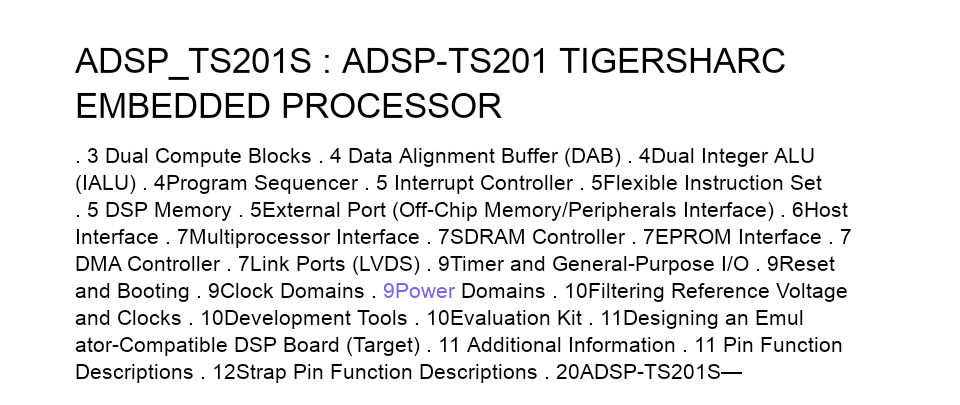 ADSP_TS201S : ADSP-TS201 TIGERSHARC
EMBEDDED PROCESSOR
. 3 Dual Compute Blocks . 4 Data Alignment Buffer (DAB) . 4Dual Integer ALU
(IALU) . 4Program Sequencer . 5 Interrupt Controller . 5Flexible Instruction Set
. 5 DSP Memory . 5External Port (Off-Chip Memory/Peripherals Interface) . 6Host
Interface . 7Multiprocessor Interface . 7SDRAM Controller . 7EPROM Interface . 7
DMA Controller . 7Link Ports (LVDS) . 9Timer and General-Purpose I/O . 9Reset
and Booting . 9Clock Domains . 9Power Domains . 10Filtering Reference Voltage
and Clocks . 10Development Tools . 10Evaluation Kit . 11Designing an Emul
ator-Compatible DSP Board (Target) . 11 Additional Information . 11 Pin Function
Descriptions . 12Strap Pin Function Descriptions . 20ADSP-TS201S—